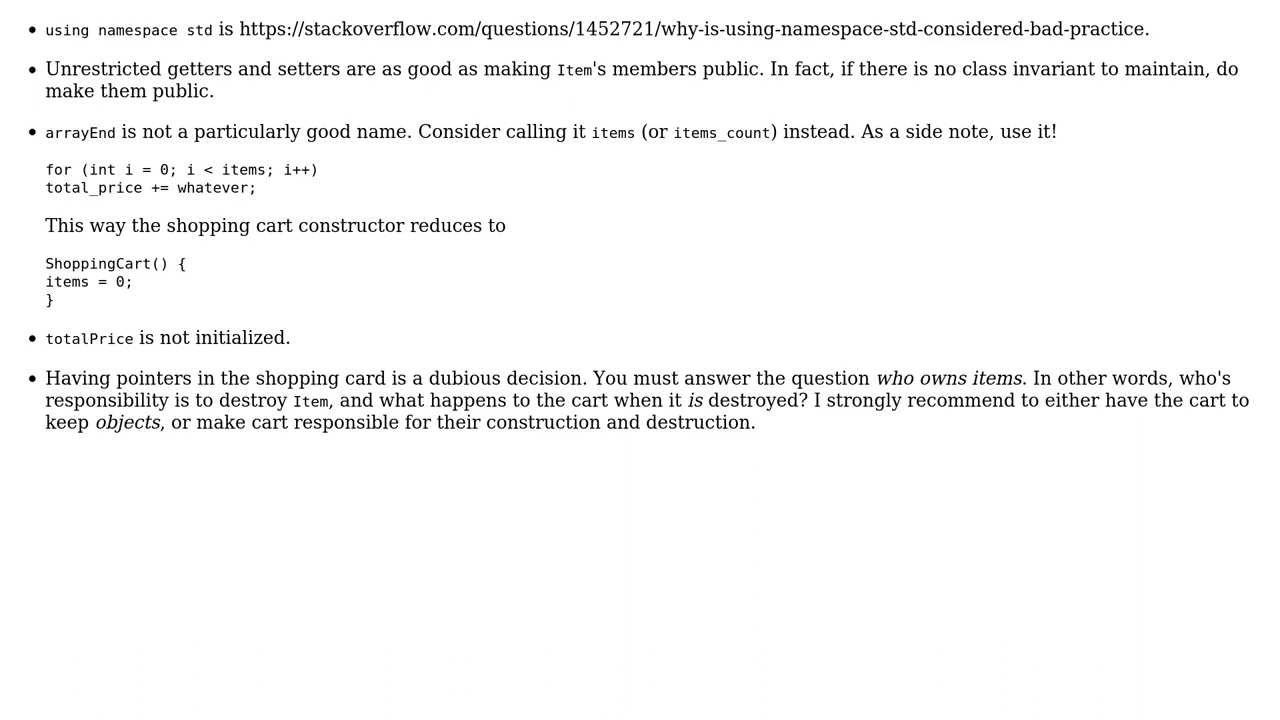 using namespace std is https://stackoverflow.com/questions/1452721/why-is-using-namespace-std-considered-bad-practice.
Unrestricted getters and setters are as good as making Item's members public. In fact, if there is no class invariant to maintain, do
make them public.
arrayEnd is not a particularly good name. Consider calling it items (or items_count) instead. As a side note, use it!
for (int i = 0; i < items; i++)
total_price += whatever;
This way the shopping cart constructor reduces to
ShoppingCart() {
items = 0;
}
totalPrice is not initialized.
Having pointers in the shopping card is a dubious decision. You must answer the question who owns items. In other words, who's
responsibility is to destroy Item, and what happens to the cart when it is destroyed? I strongly recommend to either have the cart to
keep objects, or make cart responsible for their construction and destruction.